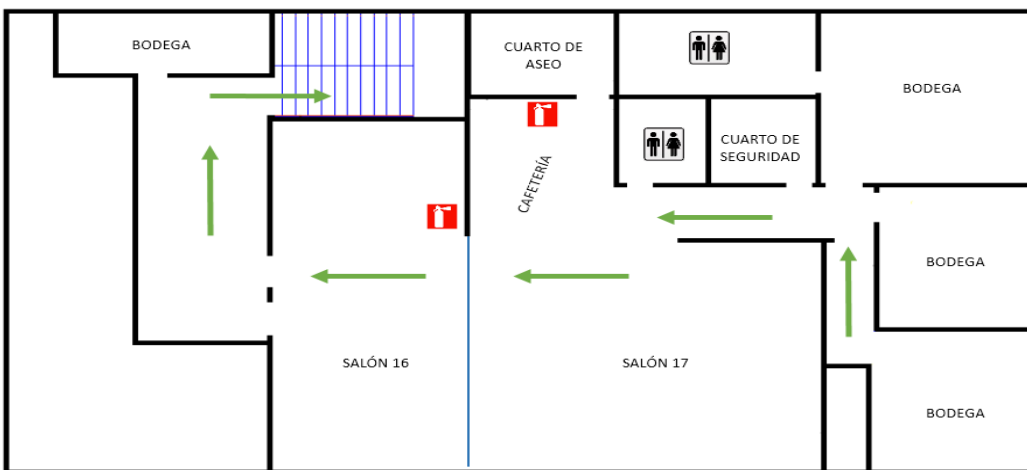 BODEGA
CUARTO DE
ASEO
BODEGA
CUARTO DE
SEGURIDAD
CAFETERÍA
BODEGA
SALÓN 16
SALÓN 17
BODEGA